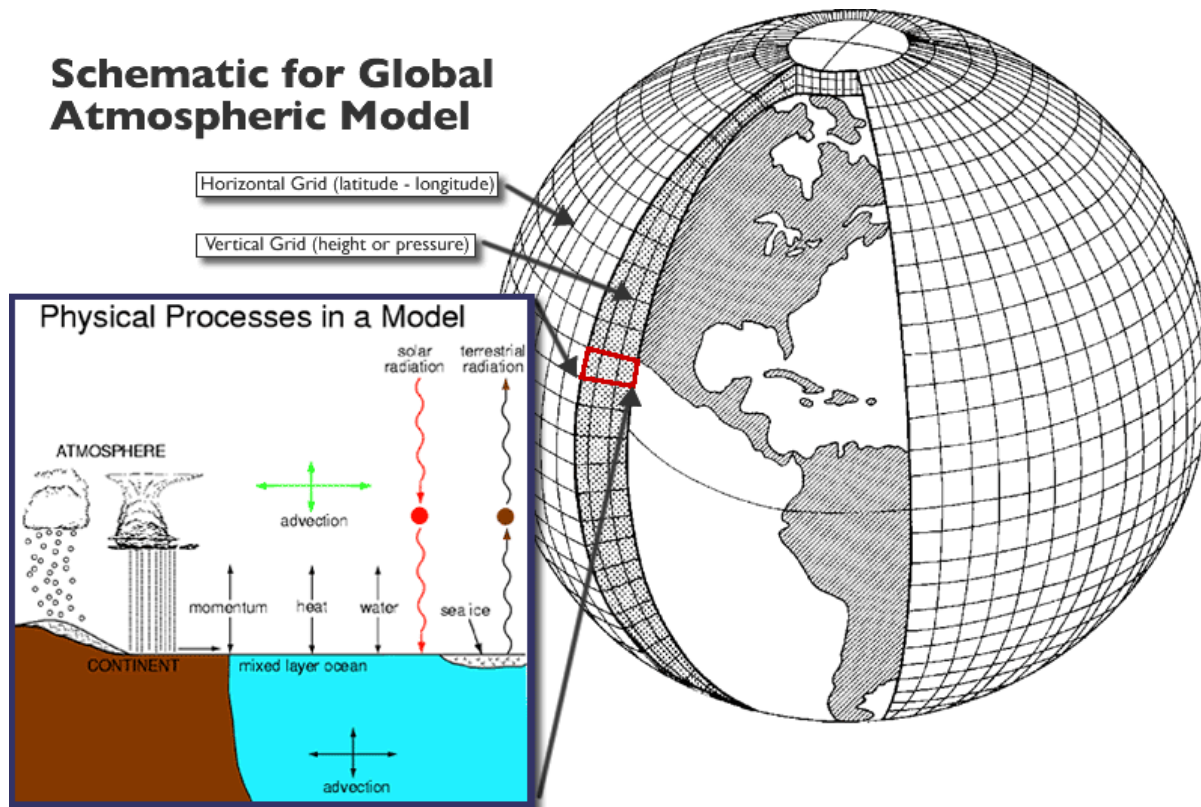 Schematic for Global
Atmospheric Model
Horizontal Grid (latitude - longitude)
Vertical Grid (height or pressure)
Physical Processes in a Model
solar
radiation
terrestrial
radiation
ATMOSPHERE
advection
momentum
heat
water
sea ice
CONTINENT
mixed layer ocean
advection